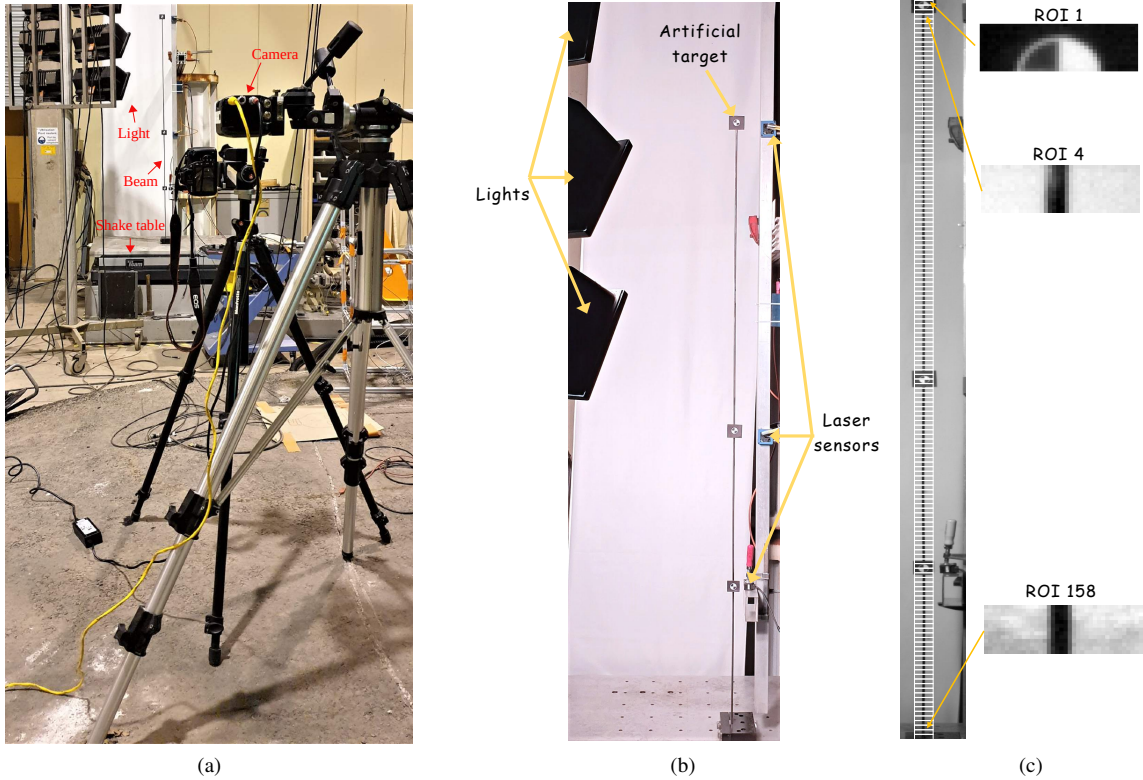 Camera
Light
Beam
Shake table
(a)
Artificial
target
Lights
Laser
sensors
(b)
ROI 1
ROI 4
ROI 158
(c)